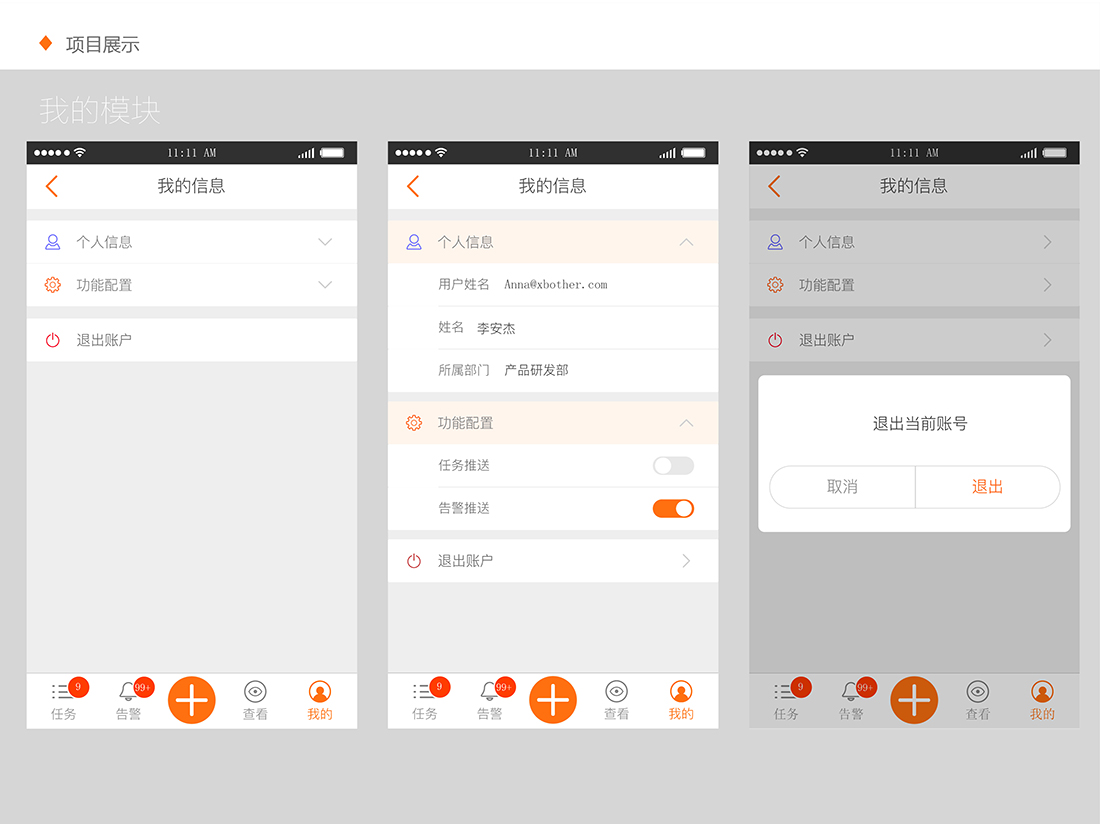 项目展示
我的模块
11:11 AM
我的信息
个人信息
功能配置
退出账户
9
99+
任务
告警
查看
我的
11:11 AM
我的信息
个人信息
用户姓名 Anna@xbother.com
姓名 李安杰
所属部门 产品研发部
功能配置
任务推送
告警推送
退出账户
9
99+
任务
告警
查看
我的
11:11 AM
我的信息
个人信息
功能配置
退出账户
退出当前账号
取消
退出
9
99+
任务
告警
查看
我的